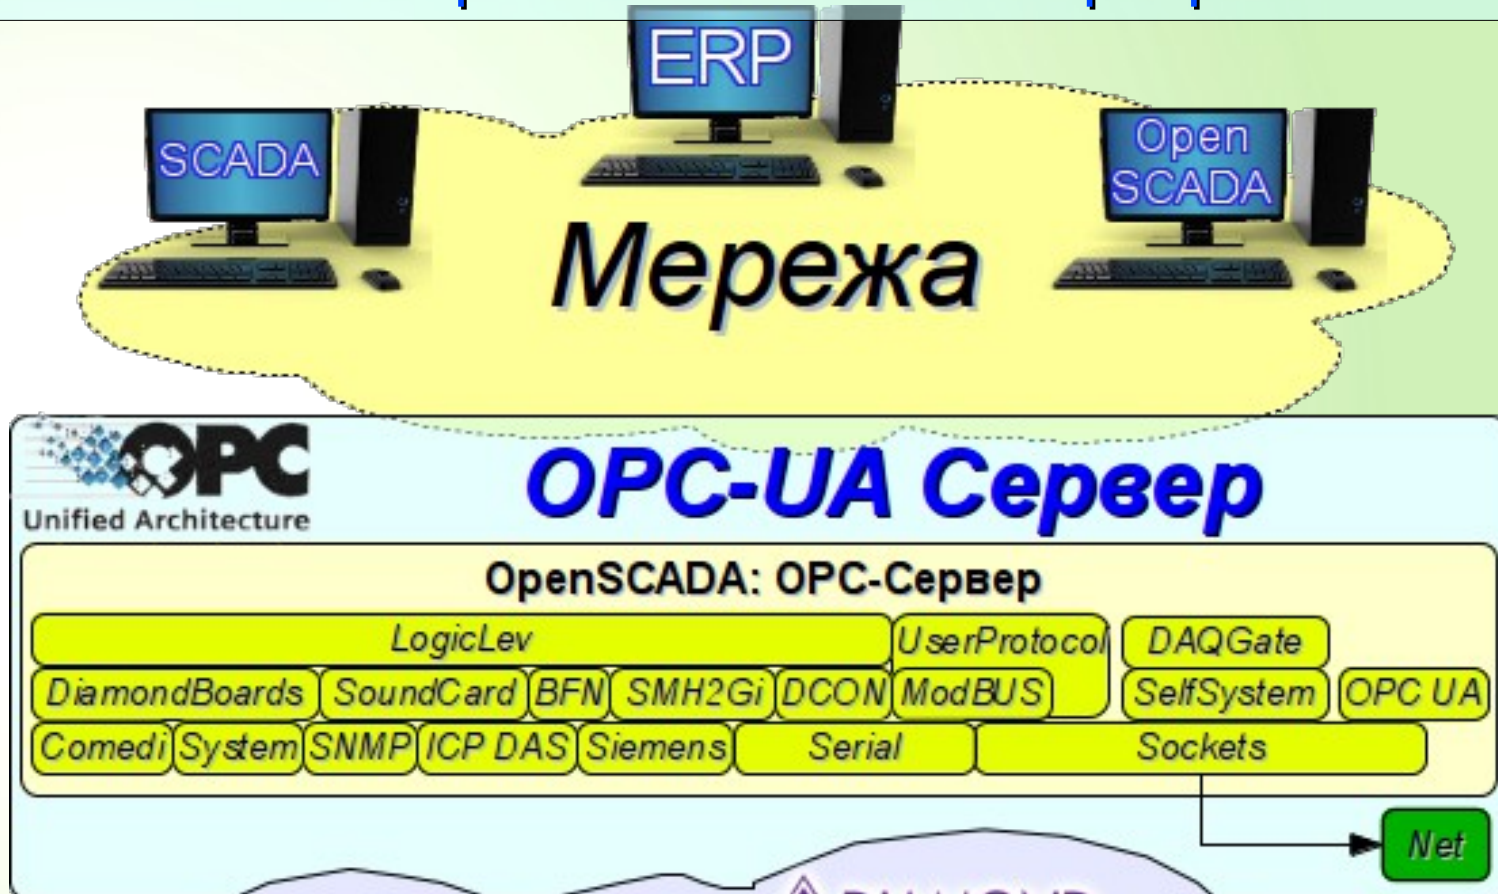 ERP
SCADA
Open
SCADA
Мережа
OPC
Unified Architecture
OPC-UA Сервер
OpenSCADA: OPC-Сервер
LogicLev
UserProtocol
DAQGate
DiamondBoards
SoundCard
BFN
SMH2Gi
DCON
ModBUS
SelfSystem
OPC UA
Comedi
System
SNMP
ICP DAS
Siemens
Serial
Sockets
Net